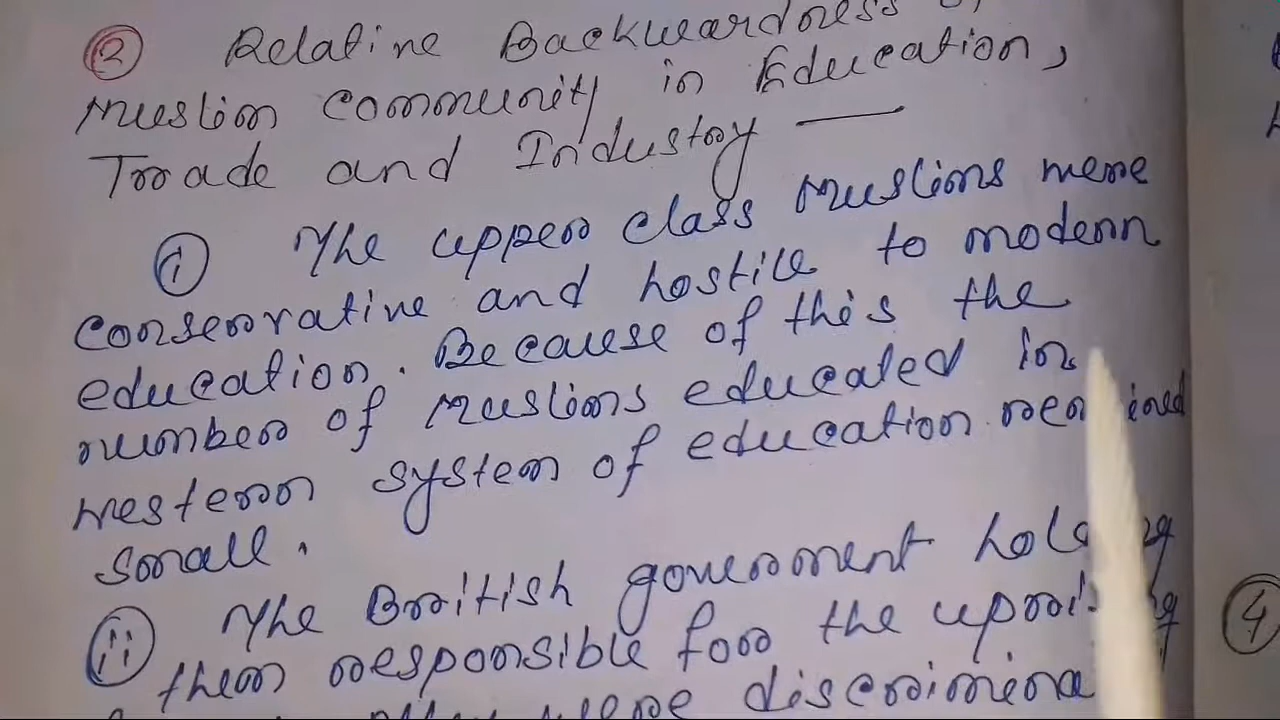 ② Relative Backwardness of
Muslim Community in Education,
Trade and Industry —
ⓘ The upper class Muslims were
conservative and hostile to modern
education. Because of this the
number of Muslims educated in
western system of education
small.
ⅱ The British government
them responsible for the
were
④